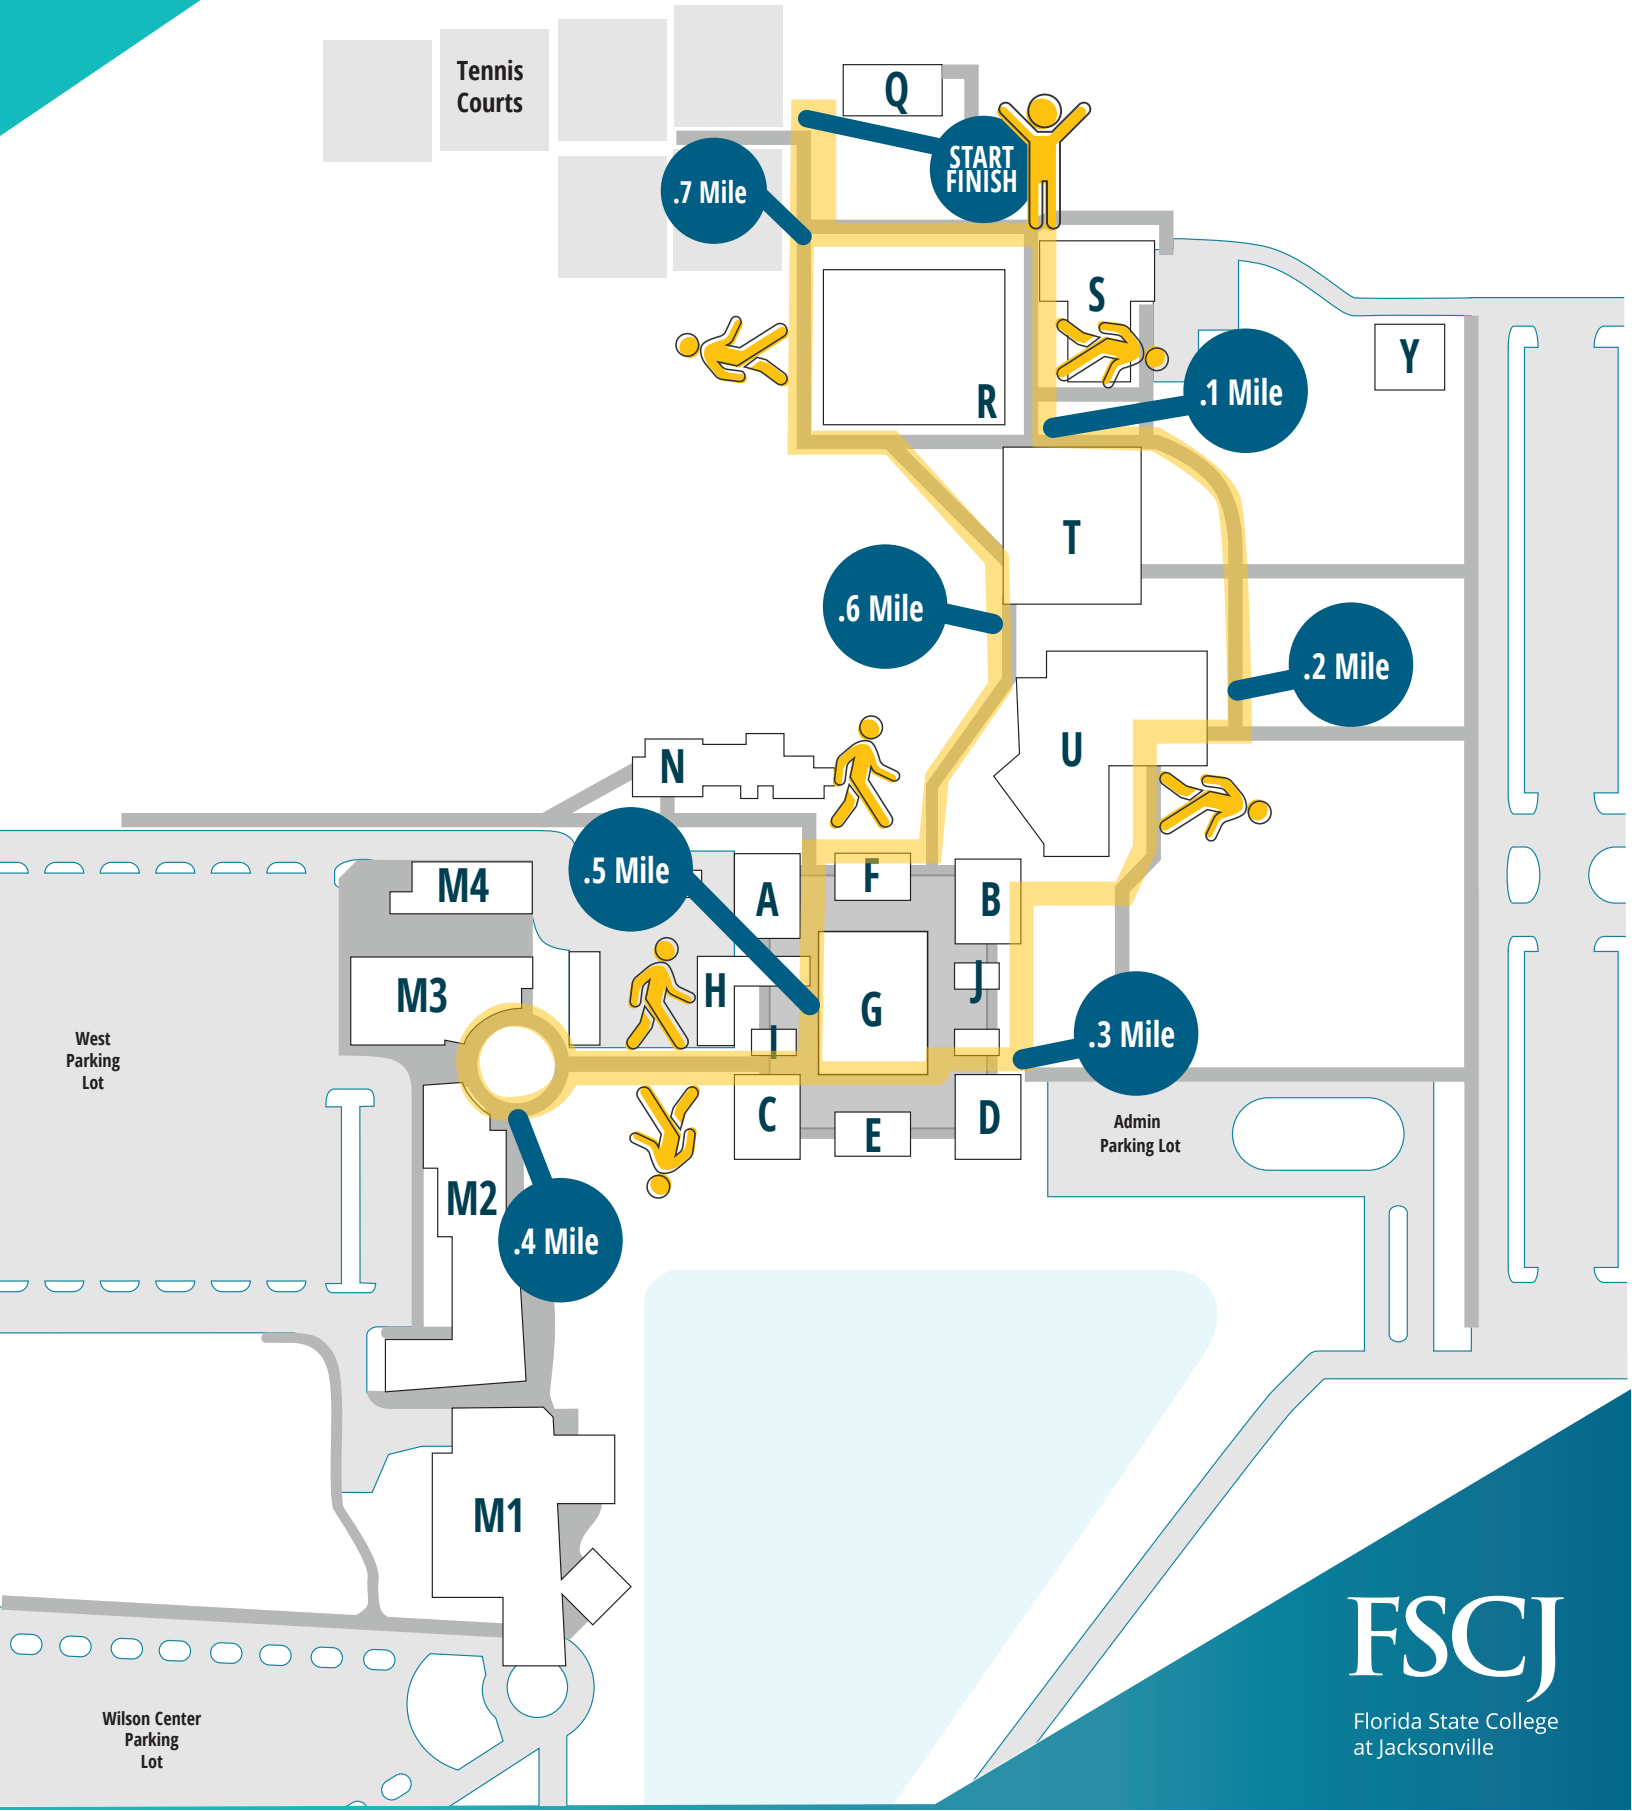 Tennis
Courts
Q
START
FINISH
.7 Mile
S
Y
.1 Mile
R
T
.6 Mile
.2 Mile
U
N
.5 Mile
F
M4
A
B
J
H
M3
G
I
.3 Mile
West
Parking
Lot
C
D
E
Admin
Parking Lot
M2
.4 Mile
M1
FSCJ
Florida State College
at Jacksonville
Wilson Center
Parking
Lot